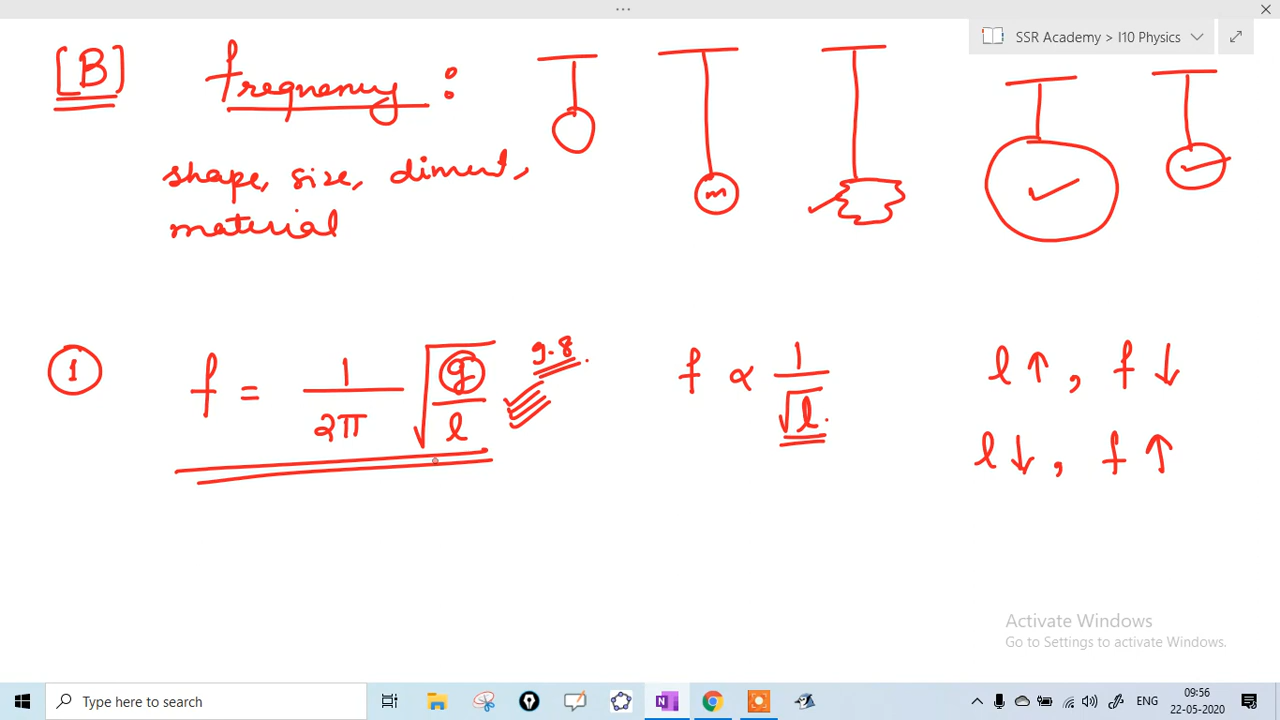 SSR Academy > I10 Physics
[B] frequency :
shape, size, diment,
material
m
1
f = 1 / 2π √ g / l
9.8
f ∝ 1 / √l
l ↑, f ↓
l ↓, f ↑
Activate Windows
Go to Settings to activate Windows.
Type here to search
ENG
09:56
22-05-2020